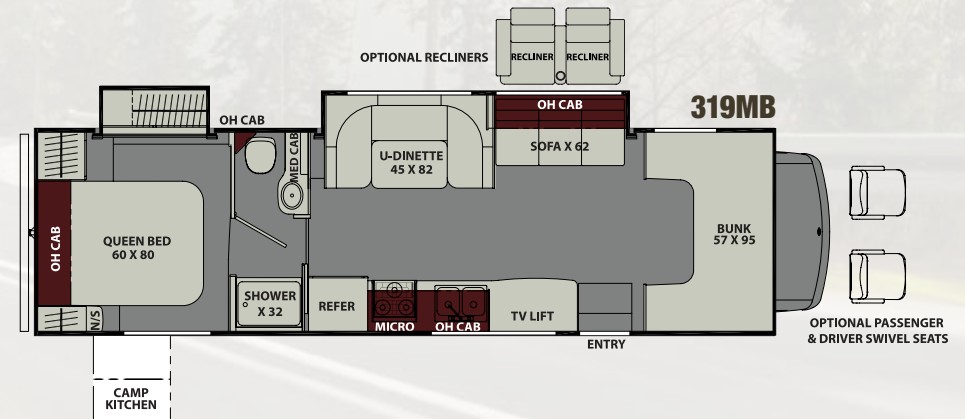 OPTIONAL RECLINERS
RECLINER
RECLINER
319MB
OH CAB
OH CAB
MED CAB
U-DINETTE
45 X 82
SOFA X 62
OH CAB
QUEEN BED
60 X 80
BUNK
57 X 95
N/S
SHOWER
X 32
REFER
MICRO
OH CAB
TV LIFT
ENTRY
OPTIONAL PASSENGER
& DRIVER SWIVEL SEATS
CAMP
KITCHEN